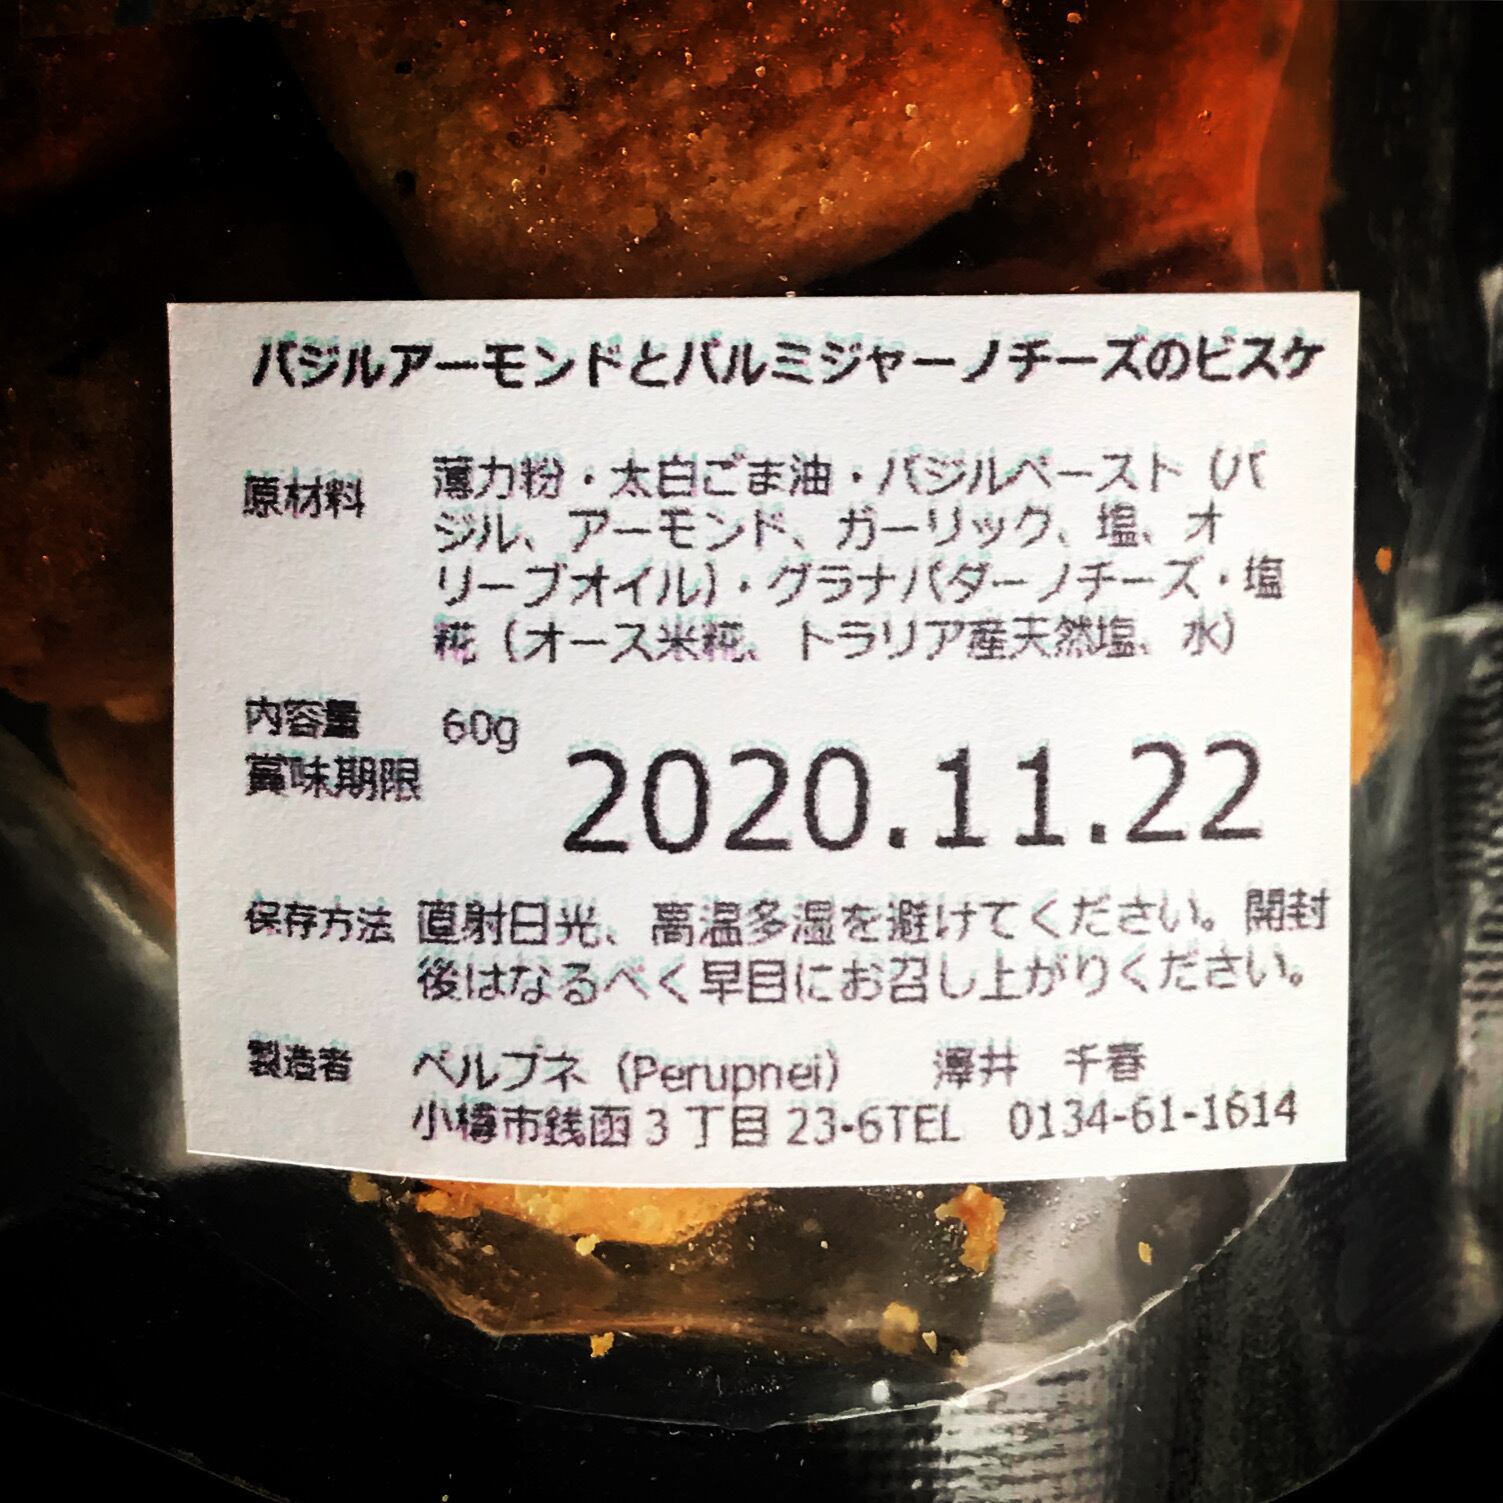 バジルアーモンドとパルミジャーノチーズのビスケ
原材料 薄力粉・太白ごま油・バジルペースト（バ
ジル、アーモンド、ガーリック、塩、オ
リーブオイル）・グラナパダーノチーズ・塩
糀（オース米糀、トラリア産天然塩、水）
内容量 60g
賞味期限 2020.11.22
保存方法 直射日光、高温多湿を避けてください。開封
後はなるべく早目にお召し上がりください。
製造者 ペルプネ（Perupnei） 澤井 千春
小樽市銭函３丁目23-6TEL 0134-61-1614